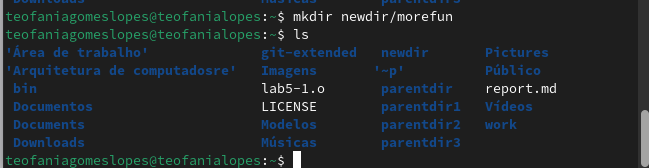 Downloads parentdir3
teofaniagomeslopes@teofanialopes:~$ mkdir newdir/morefun
teofaniagomeslopes@teofanialopes:~$ ls
'Área de trabalho' git-extended newdir Pictures
'Arquitetura de computadosre' Imagens '-p' Público
bin lab5-1.o parentdir report.md
Documentos LICENSE parentdir1 Vídeos
Documents Modelos parentdir2 work
Downloads Músicas parentdir3
teofaniagomeslopes@teofanialopes:~$